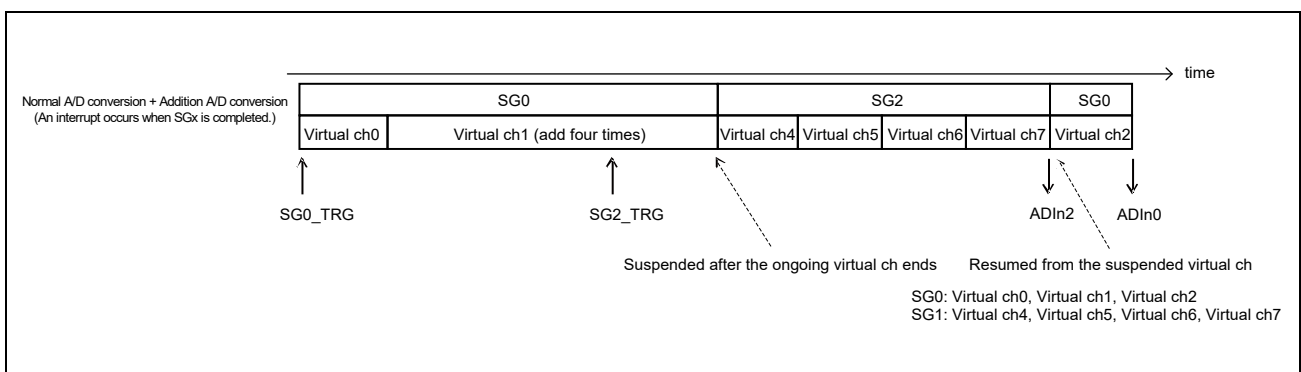 time
Normal A/D conversion + Addition A/D conversion
(An interrupt occurs when SGx is completed.)
SG0 SG2 SG0
Virtual ch0 Virtual ch1 (add four times) Virtual ch4 Virtual ch5 Virtual ch6 Virtual ch7 Virtual ch2
SG0_TRG SG2_TRG ADIn2 ADIn0
Suspended after the ongoing virtual ch ends Resumed from the suspended virtual ch
SG0: Virtual ch0, Virtual ch1, Virtual ch2
SG1: Virtual ch4, Virtual ch5, Virtual ch6, Virtual ch7